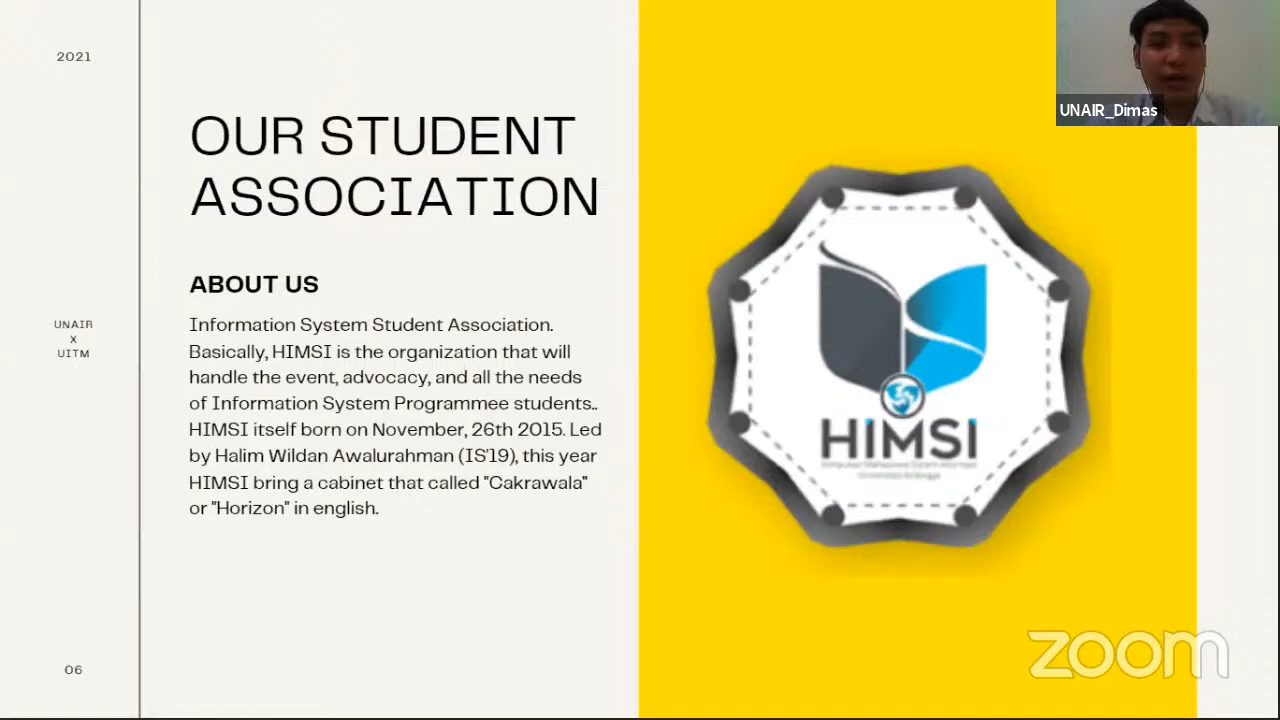 2021
UNAIR_Dimas
OUR STUDENT
ASSOCIATION
ABOUT US
Information System Student Association.
Basically, HIMSI is the organization that will
handle the event, advocacy, and all the needs
of Information System Programmee students..
HIMSI itself born on November, 26th 2015. Led
by Halim Wildan Awalurahman (IS'19), this year
HIMSI bring a cabinet that called "Cakrawala"
or "Horizon" in english.
UNAIR
X
UITM
HIMSI
06
zoom